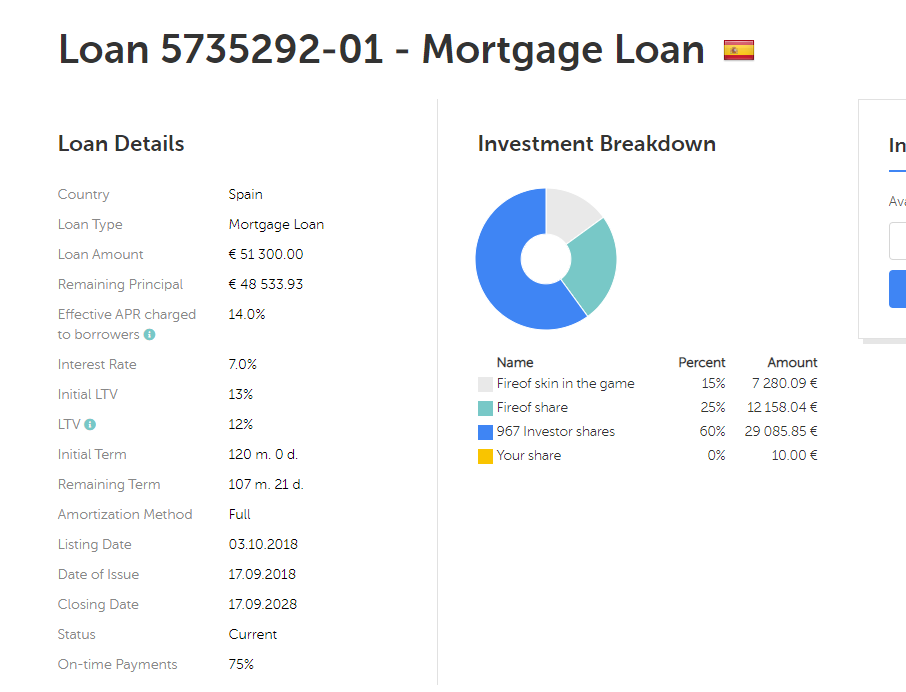 Loan 5735292-01 - Mortgage Loan
Loan Details
Country Spain
Loan Type Mortgage Loan
Loan Amount € 51 300.00
Remaining Principal € 48 533.93
Effective APR charged 14.0%
to borrowers
Interest Rate 7.0%
Initial LTV 13%
LTV 12%
Initial Term 120 m. 0 d.
Remaining Term 107 m. 21 d.
Amortization Method Full
Listing Date 03.10.2018
Date of Issue 17.09.2018
Closing Date 17.09.2028
Status Current
On-time Payments 75%
Investment Breakdown
Name Percent Amount
Fireof skin in the game 15% 7 280.09 €
Fireof share 25% 12 158.04 €
967 Investor shares 60% 29 085.85 €
Your share 0% 10.00 €
In
Ava